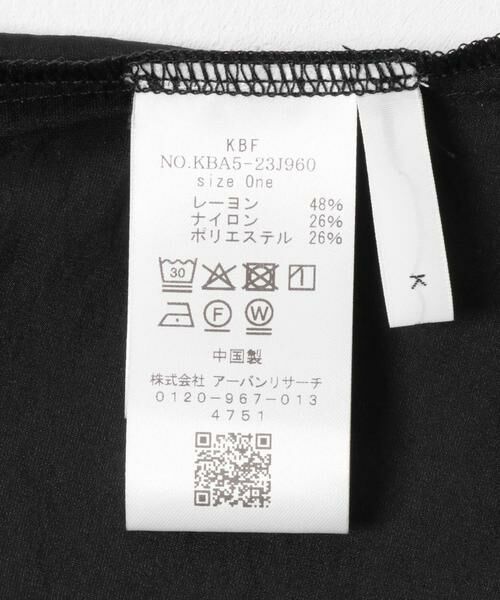 KBF
NO.KBA5-23J960
size One
レーヨン 48%
ナイロン 26%
ポリエステル 26%
30
F W
中国製
株式会社 アーバンリサーチ
0120-967-013
4751
K